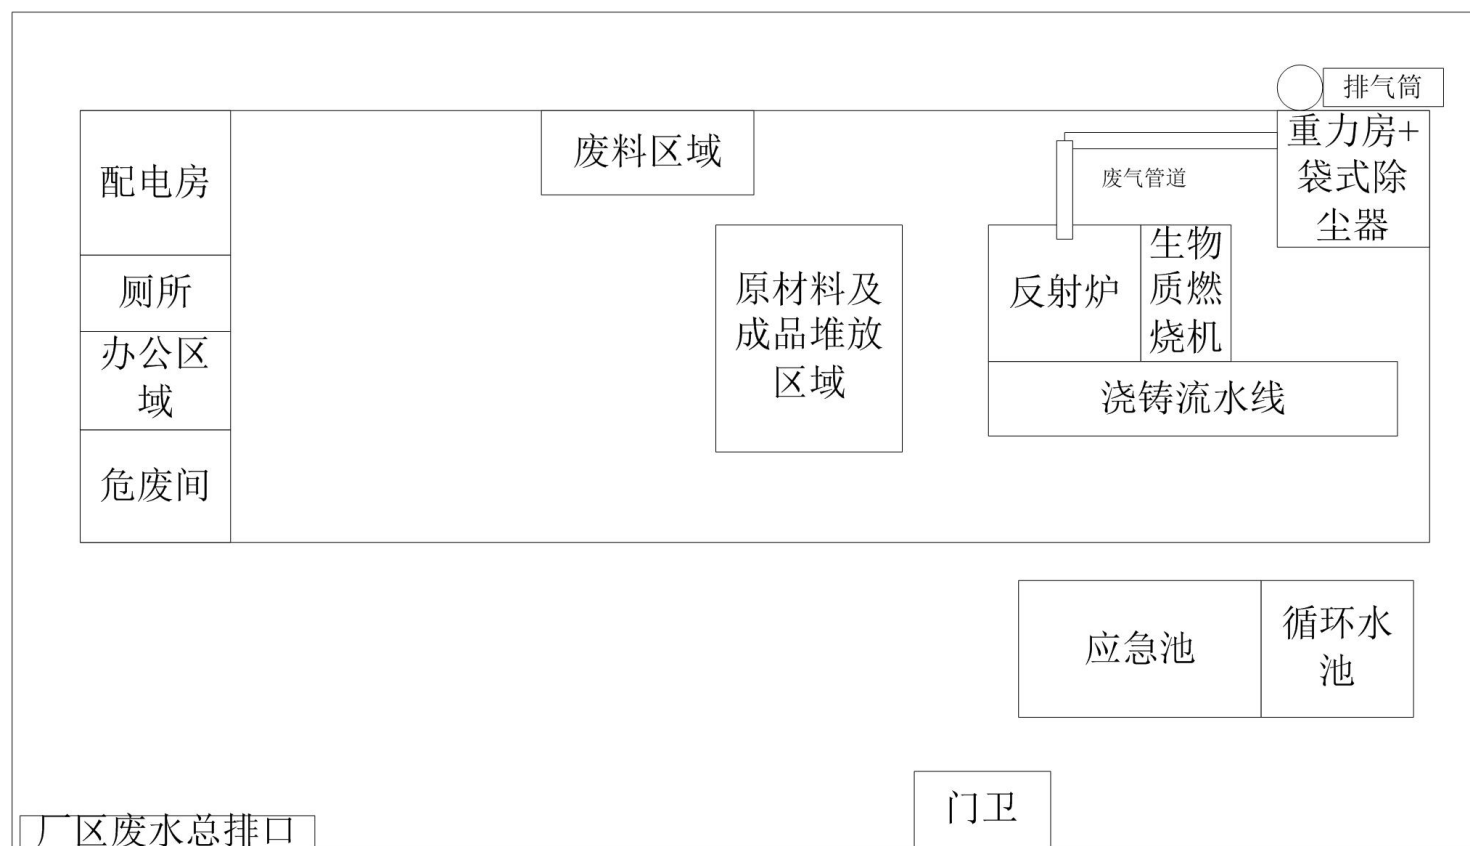 排气筒
重力房+
袋式除
尘器
废料区域
配电房
废气管道
生物
质燃
烧机
反射炉
原材料及
成品堆放
区域
厕所
办公区
域
浇铸流水线
危废间
应急池
循环水
池
门卫
厂区废水总排口